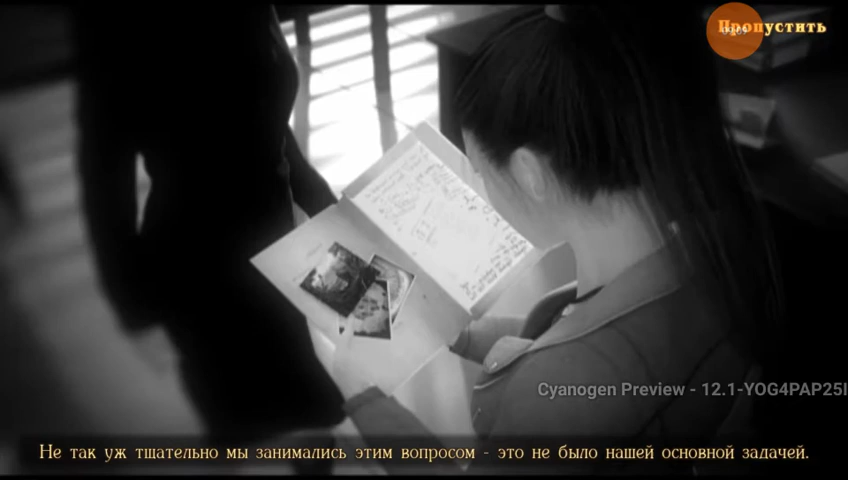 Пропустить
Cyanogen Preview - 12.1-YOG4PAP25I
Не так уж тщательно мы занимались этим вопросом - это не было нашей основной задачей.